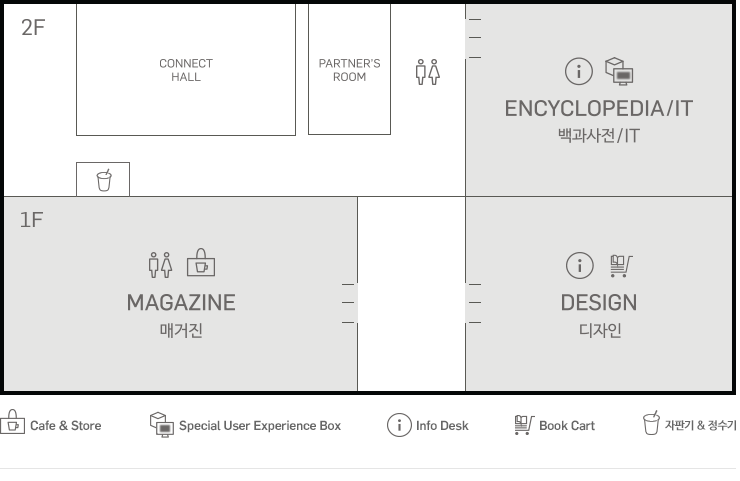 2F
CONNECT
HALL
PARTNER'S
ROOM
ENCYCLOPEDIA/IT
백과사전/IT
1F
MAGAZINE
매거진
DESIGN
디자인
Cafe & Store
Special User Experience Box
Info Desk
Book Cart
자판기 & 정수기